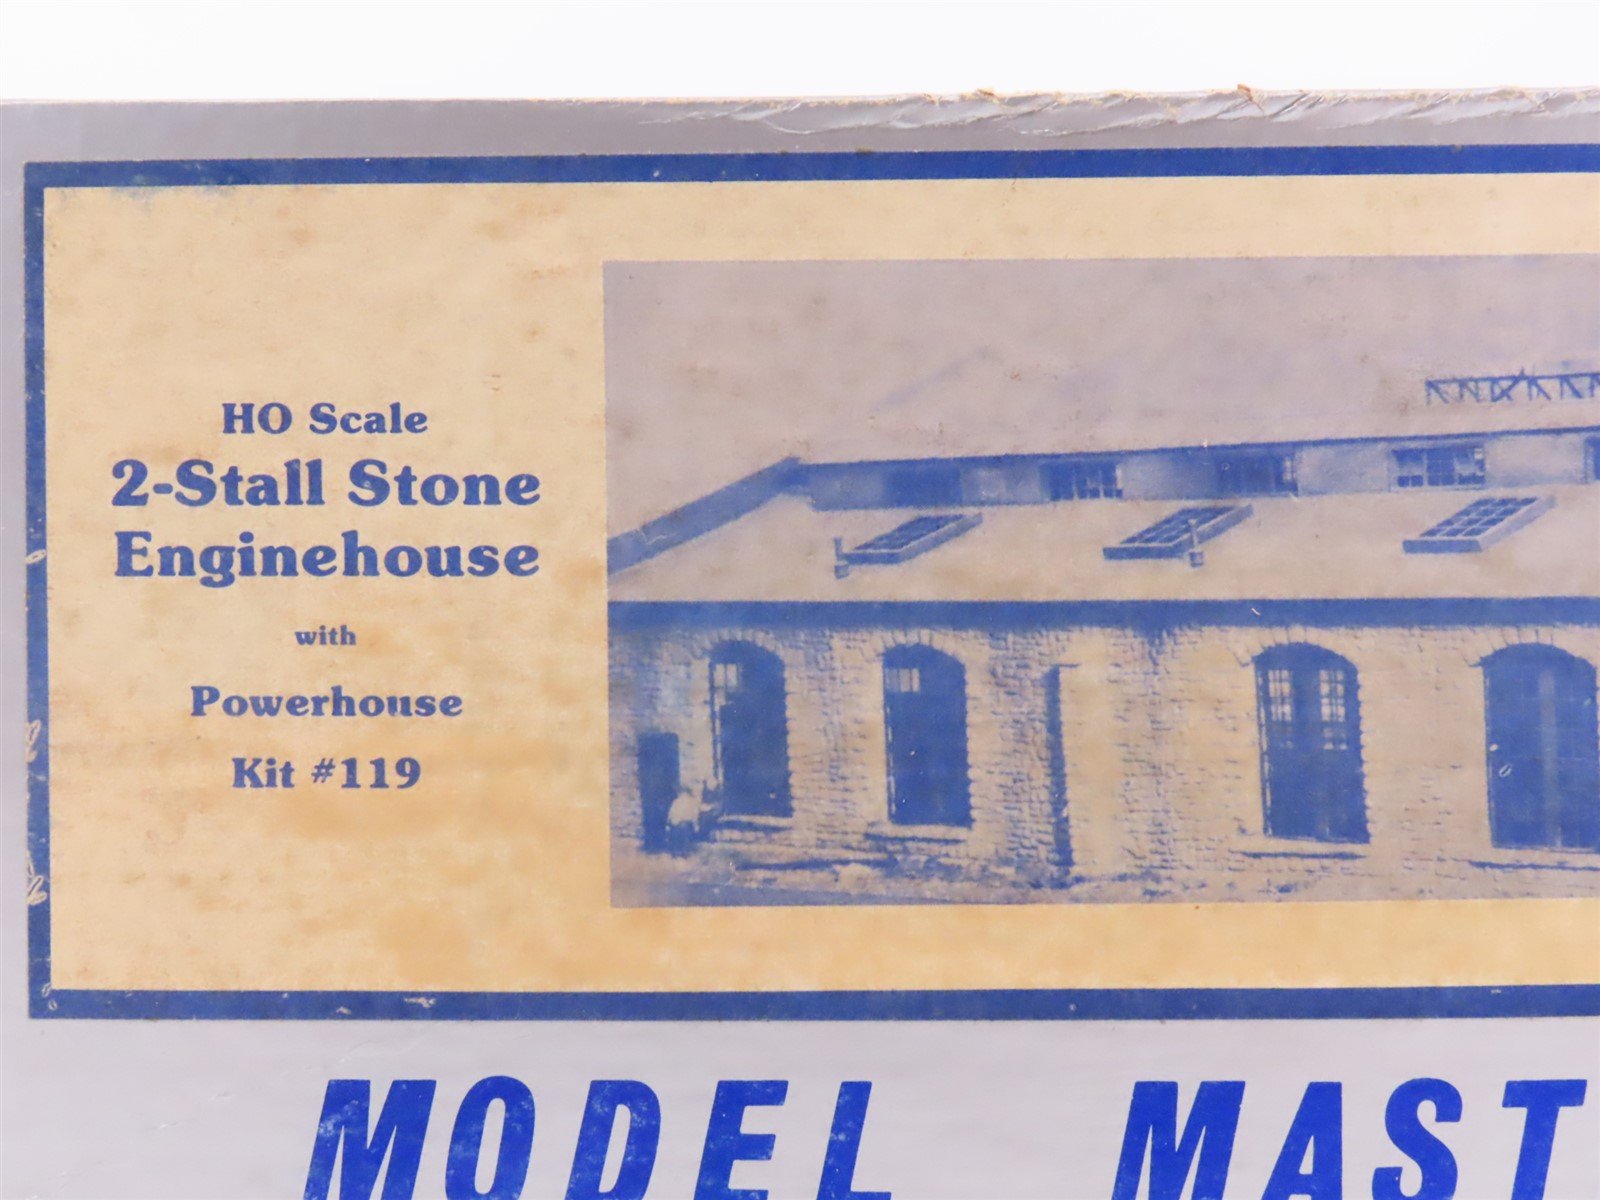 HO Scale
2-Stall Stone
Enginehouse
with
Powerhouse
Kit #119
MODEL MAST